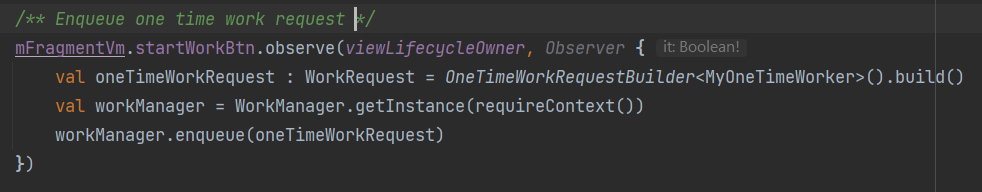 /** Enqueue one time work request */
mFragmentVm.startWorkBtn.observe(viewLifecycleOwner, Observer { it: Boolean!
    val oneTimeWorkRequest : WorkRequest = OneTimeWorkRequestBuilder<MyOneTimeWorker>().build()
    val workManager = WorkManager.getInstance(requireContext())
    workManager.enqueue(oneTimeWorkRequest)
})